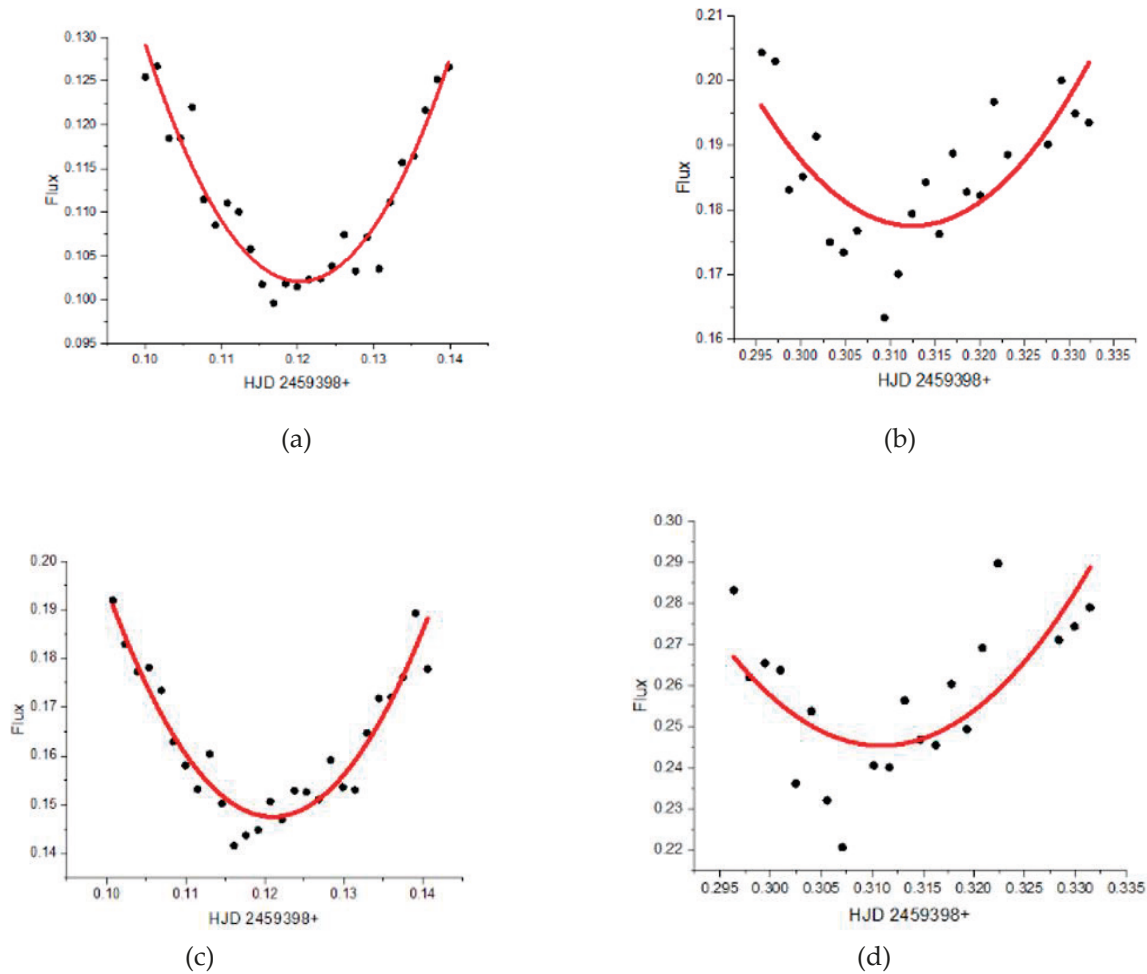 0.130
0.125
0.120
0.115
0.110
0.105
0.100
0.095
Flux
0.10 0.11 0.12 0.13 0.14
HJD 2459398+
(a)
0.21
0.20
0.19
0.18
0.17
0.16
Flux
0.295 0.300 0.305 0.310 0.315 0.320 0.325 0.330 0.335
HJD 2459398+
(b)
0.20
0.19
0.18
0.17
0.16
0.15
0.14
Flux
0.10 0.11 0.12 0.13 0.14
HJD 2459398+
(c)
0.30
0.29
0.28
0.27
0.26
0.25
0.24
0.23
0.22
Flux
0.295 0.300 0.305 0.310 0.315 0.320 0.325 0.330 0.335
HJD 2459398+
(d)